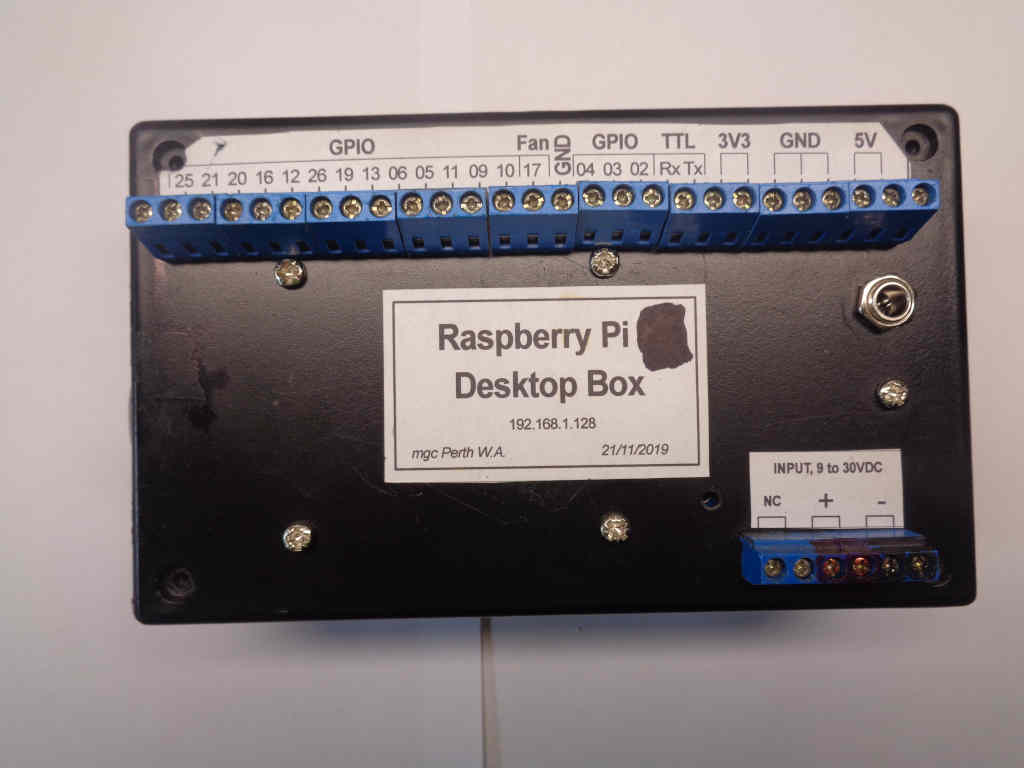 GPIO Fan GND GPIO TTL 3V3 GND 5V
25 21 20 16 12 26 19 13 06 05 11 09 10 17 04 03 02 Rx Tx
Raspberry Pi
Desktop Box
192.168.1.128
mgc Perth W.A. 21/11/2019
INPUT, 9 to 30VDC
NC + -